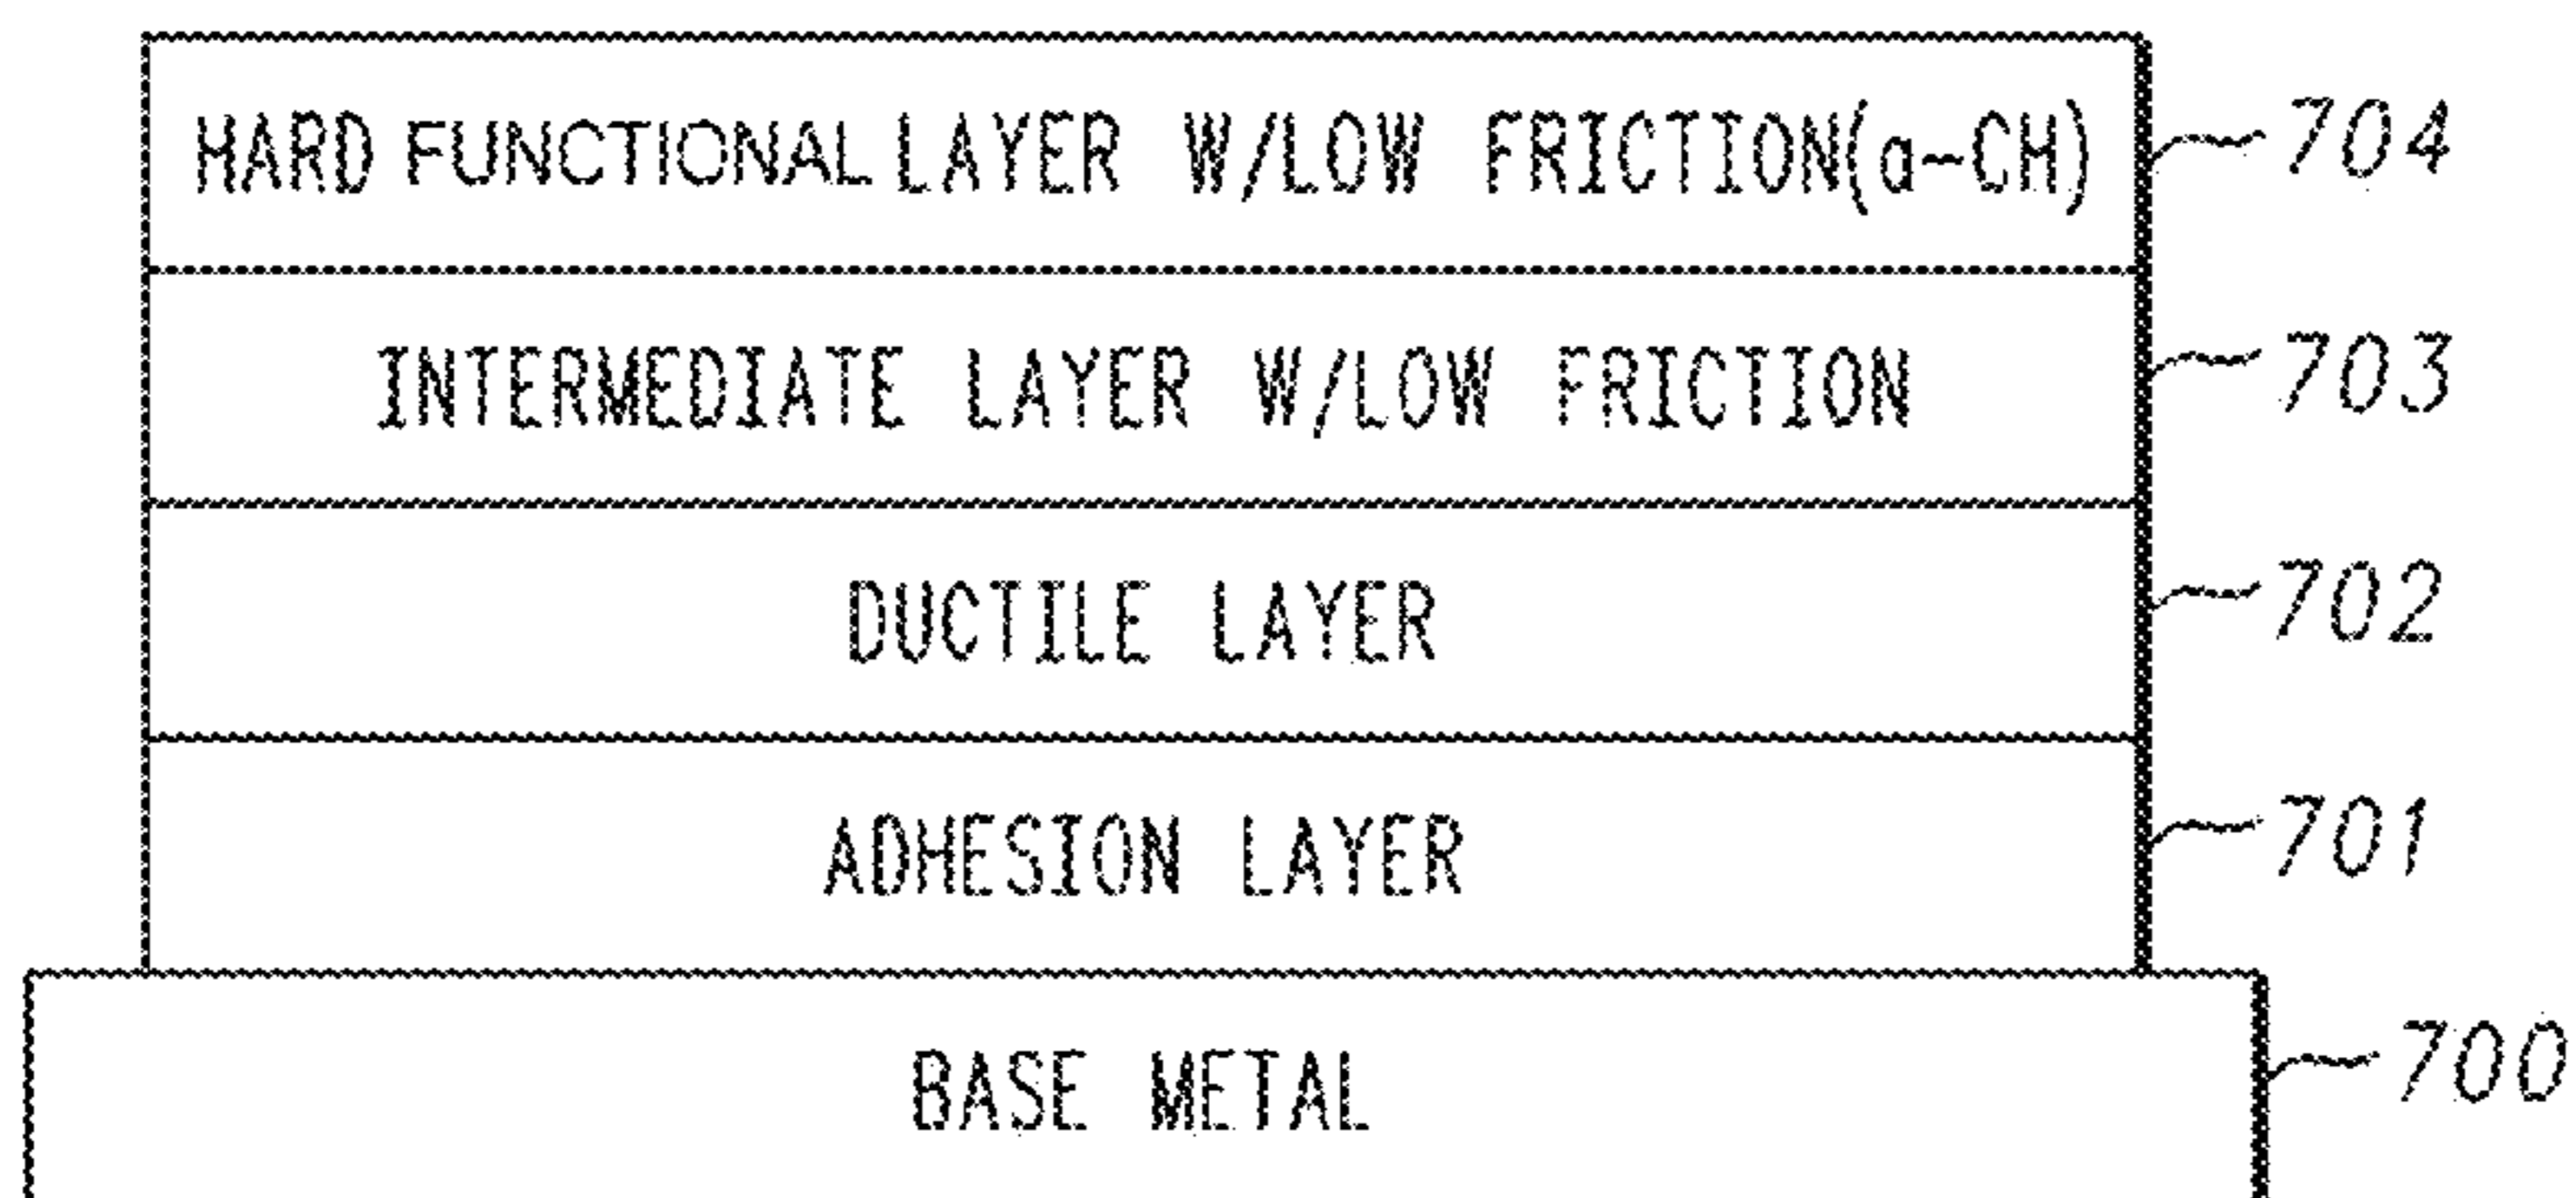 HARD FUNCTIONAL LAYER W/LOW FRICTION(a-CH) 704
INTERMEDIATE LAYER W/LOW FRICTION 703
DUCTILE LAYER 702
ADHESION LAYER 701
BASE METAL 700